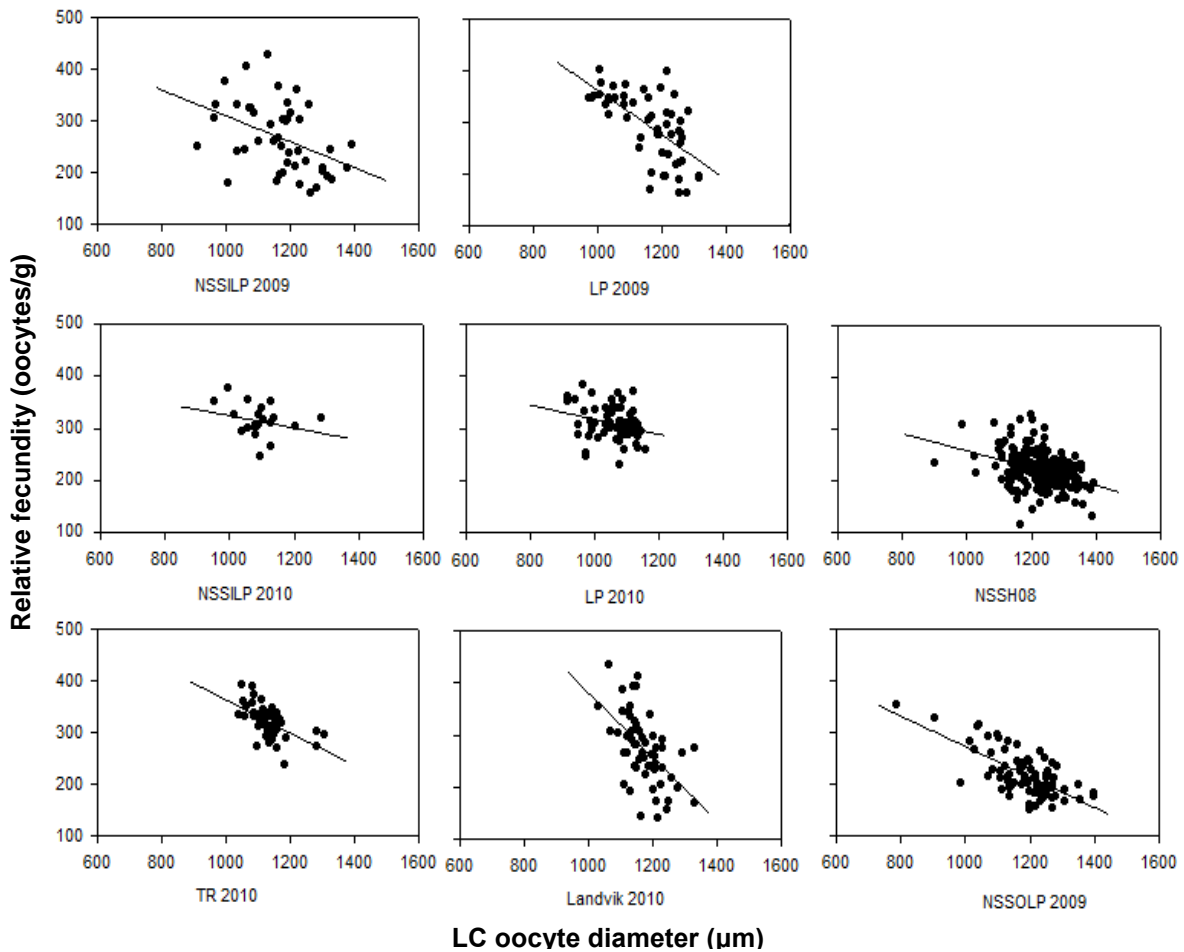 500
400
300
200
100
600 800 1000 1200 1400 1600
NSSILP 2009
600 800 1000 1200 1400 1600
LP 2009
Relative fecundity (oocytes/g)
500
400
300
200
100
600 800 1000 1200 1400 1600
NSSILP 2010
600 800 1000 1200 1400 1600
LP 2010
600 800 1000 1200 1400 1600
NSSH08
500
400
300
200
100
600 800 1000 1200 1400 1600
TR 2010
600 800 1000 1200 1400 1600
Landvik 2010
600 800 1000 1200 1400 1600
NSSOLP 2009
LC oocyte diameter (µm)